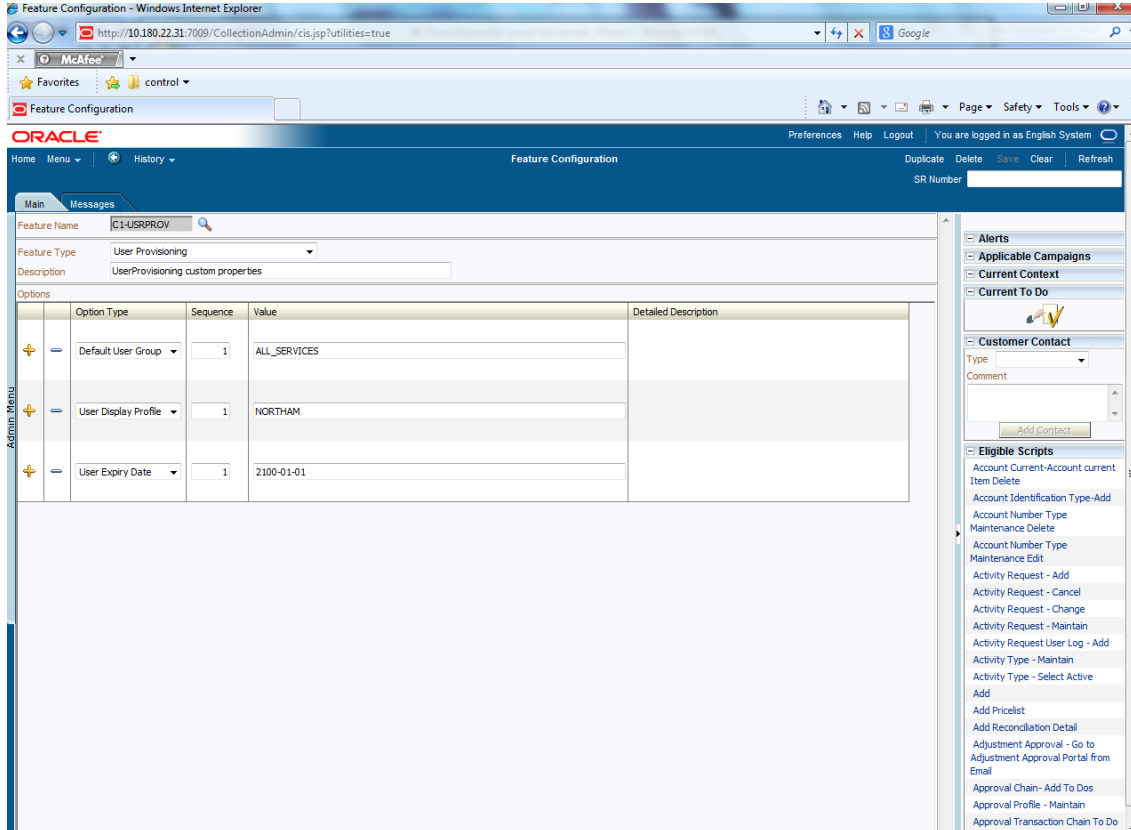 Feature Configuration - Windows Internet Explorer
http://10.180.22.31:7009/CollectionAdmin/cis.jsp?utilities=true
Google
McAfee
Favorites control
Feature Configuration
Page Safety Tools
ORACLE
Preferences Help Logout You are logged in as English System
Home Menu History Feature Configuration Duplicate Delete Save Clear Refresh
SR Number
Main Messages
Feature Name C1-USRPROV
Feature Type User Provisioning
Description UserProvisioning custom properties
Options
Option Type Sequence Value Detailed Description
Default User Group 1 ALL_SERVICES
User Display Profile 1 NORTHAM
User Expiry Date 1 2100-01-01
Admin Menu
Alerts
Applicable Campaigns
Current Context
Current To Do
Customer Contact
Type
Comment
Add Contact
Eligible Scripts
Account Current-Account current
Item Delete
Account Identification Type-Add
Account Number Type
Maintenance Delete
Account Number Type
Maintenance Edit
Activity Request - Add
Activity Request - Cancel
Activity Request - Change
Activity Request - Maintain
Activity Request User Log - Add
Activity Type - Maintain
Activity Type - Select Active
Add
Add Pricelist
Add Reconciliation Detail
Adjustment Approval - Go to
Adjustment Approval Portal from
Email
Approval Chain- Add To Dos
Approval Profile - Maintain
Approval Transaction Chain To Do